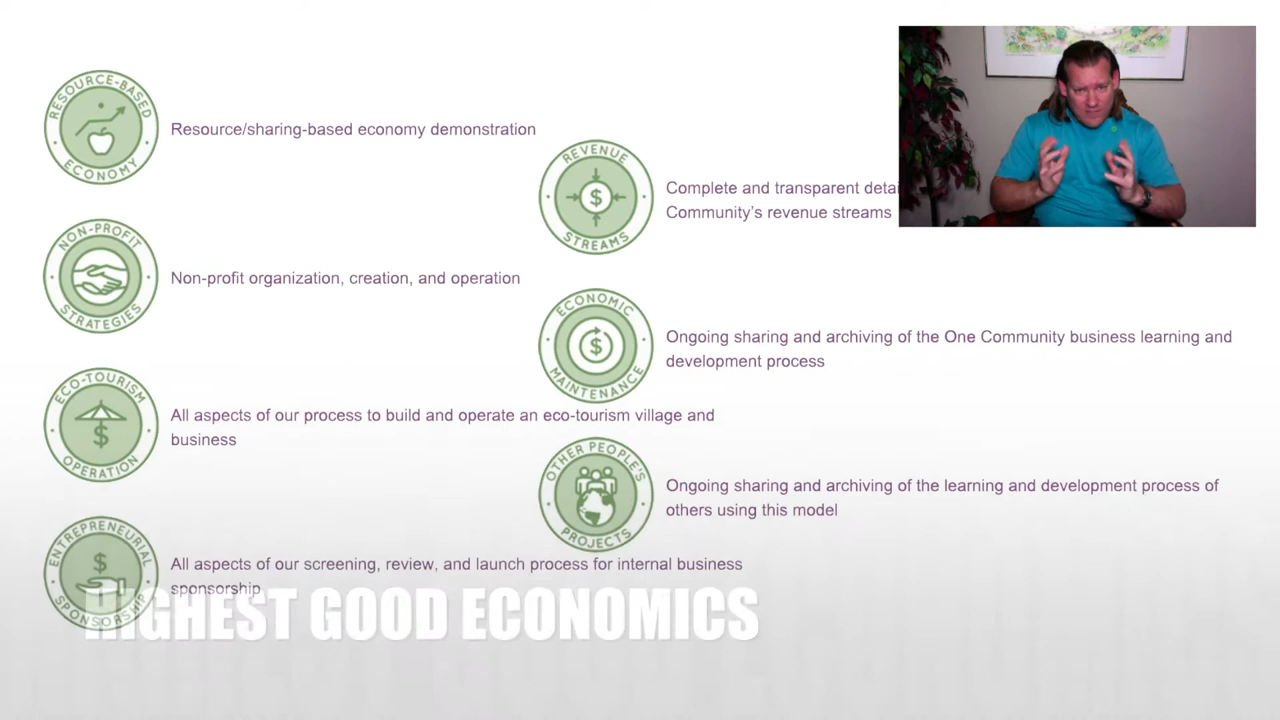 RESOURCE-BASED
ECONOMY
Resource/sharing-based economy demonstration
NON-PROFIT
STRATEGIES
Non-profit organization, creation, and operation
ECO-TOURISM
OPERATION
All aspects of our process to build and operate an eco-tourism village and
business
ENTREPRENEURIAL
SPONSORSHIP
All aspects of our screening, review, and launch process for internal business
sponsorship
REVENUE
STREAMS
Complete and transparent
Community's revenue streams
ECONOMIC
MAINTENANCE
Ongoing sharing and archiving of the One Community business learning and
development process
OTHER PEOPLE'S
PROJECTS
Ongoing sharing and archiving of the learning and development process of
others using this model
HIGHEST GOOD ECONOMICS